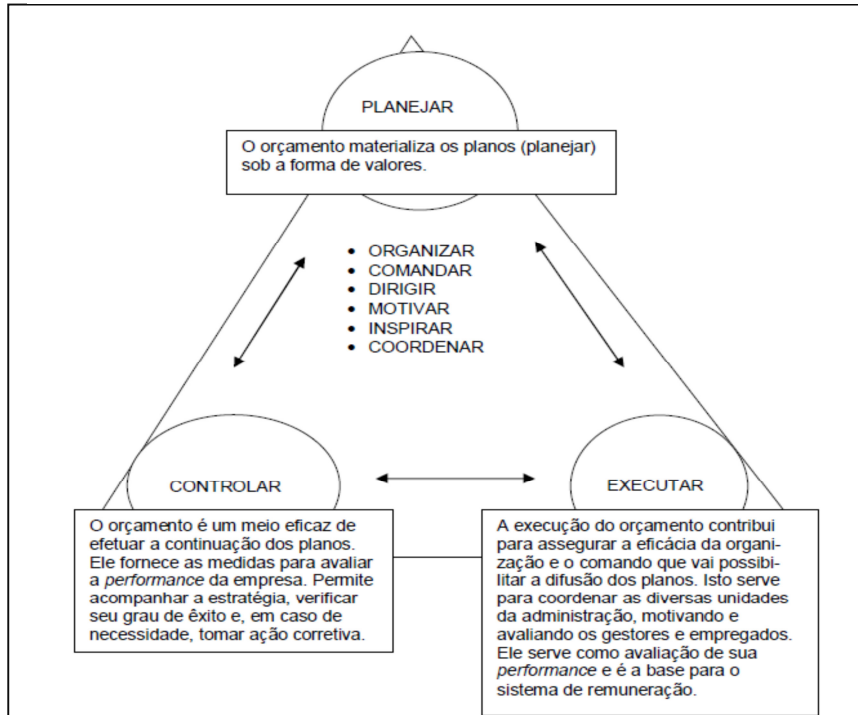 PLANEJAR
O orçamento materializa os planos (planejar)
sob a forma de valores.
• ORGANIZAR
• COMANDAR
• DIRIGIR
• MOTIVAR
• INSPIRAR
• COORDENAR
CONTROLAR
O orçamento é um meio eficaz de
efetuar a continuação dos planos.
Ele fornece as medidas para avaliar
a performance da empresa. Permite
acompanhar a estratégia, verificar
seu grau de êxito e, em caso de
necessidade, tomar ação corretiva.
EXECUTAR
A execução do orçamento contribui
para assegurar a eficácia da organi-
zação e o comando que vai possibi-
litar a difusão dos planos. Isto serve
para coordenar as diversas unidades
da administração, motivando e
avaliando os gestores e empregados.
Ele serve como avaliação de sua
performance e é a base para o
sistema de remuneração.